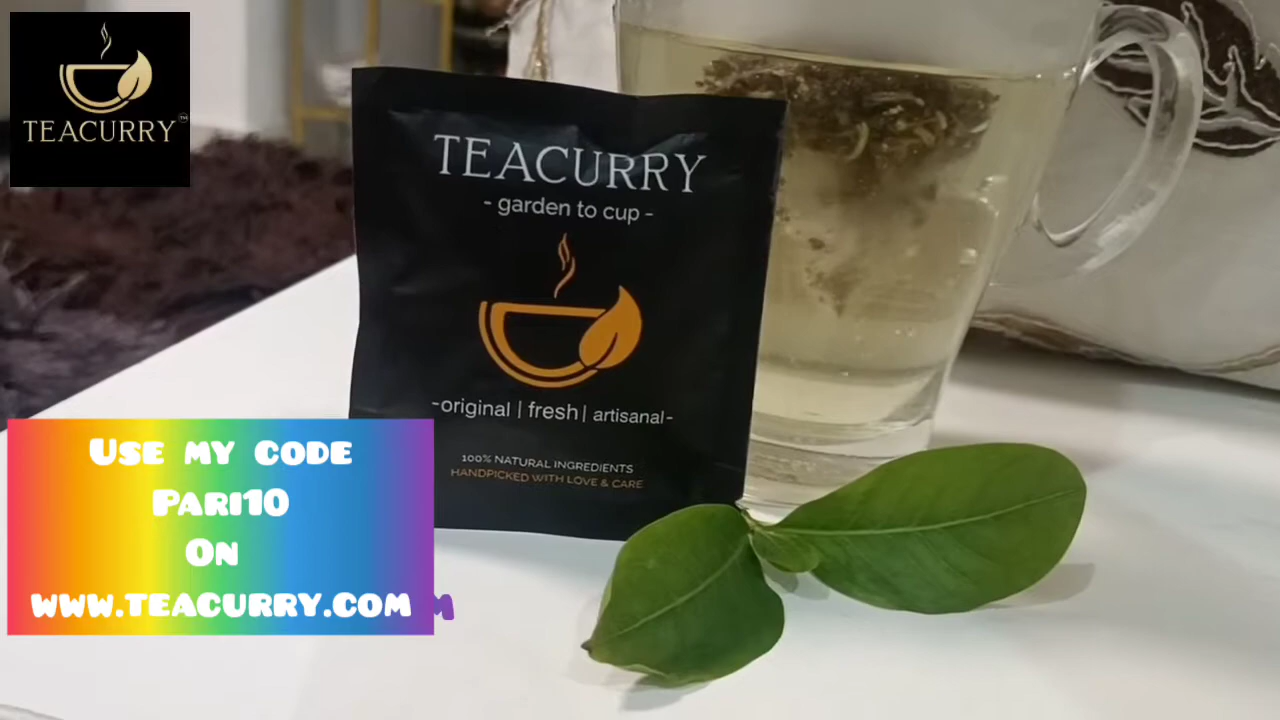 TEACURRY™
TEACURRY
- garden to cup -
-original | fresh | artisanal-
100% NATURAL INGREDIENTS
HANDPICKED WITH LOVE & CARE
USE MY CODE
PARI10
ON
WWW.TEACURRY.COM M